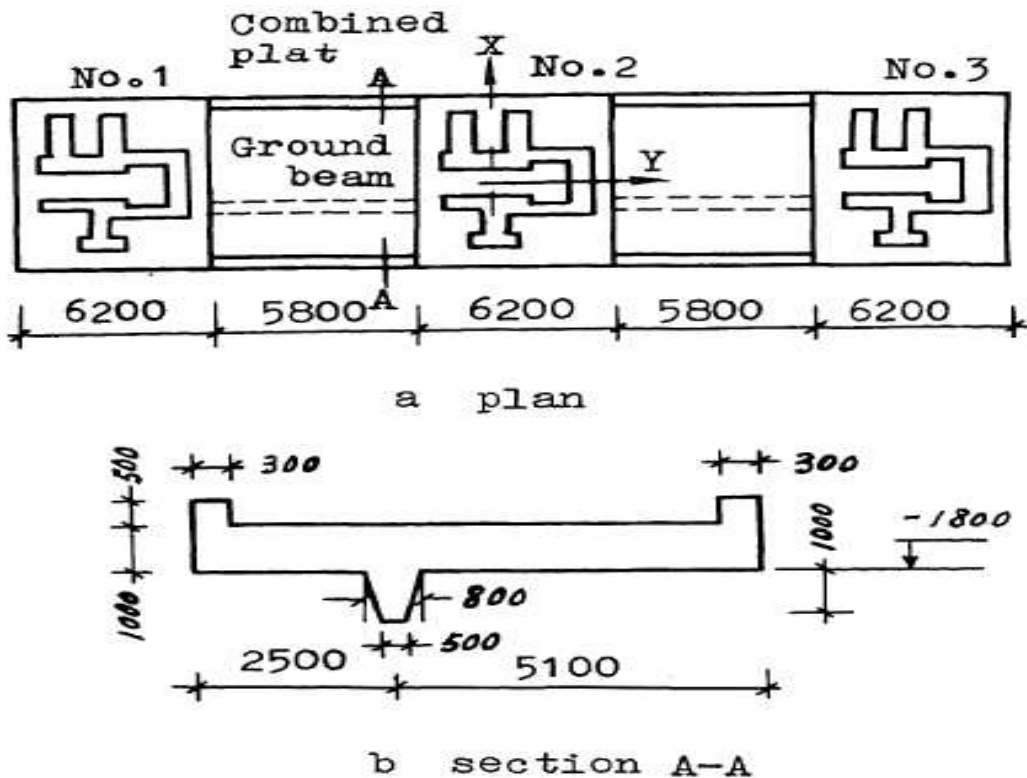 Combined
plat
No.1
A
X
No.2
No.3
Ground
beam
Y
A
6200
5800
6200
5800
6200
a plan
500
300
300
1000
-1800
1000
800
500
2500
5100
b section A-A